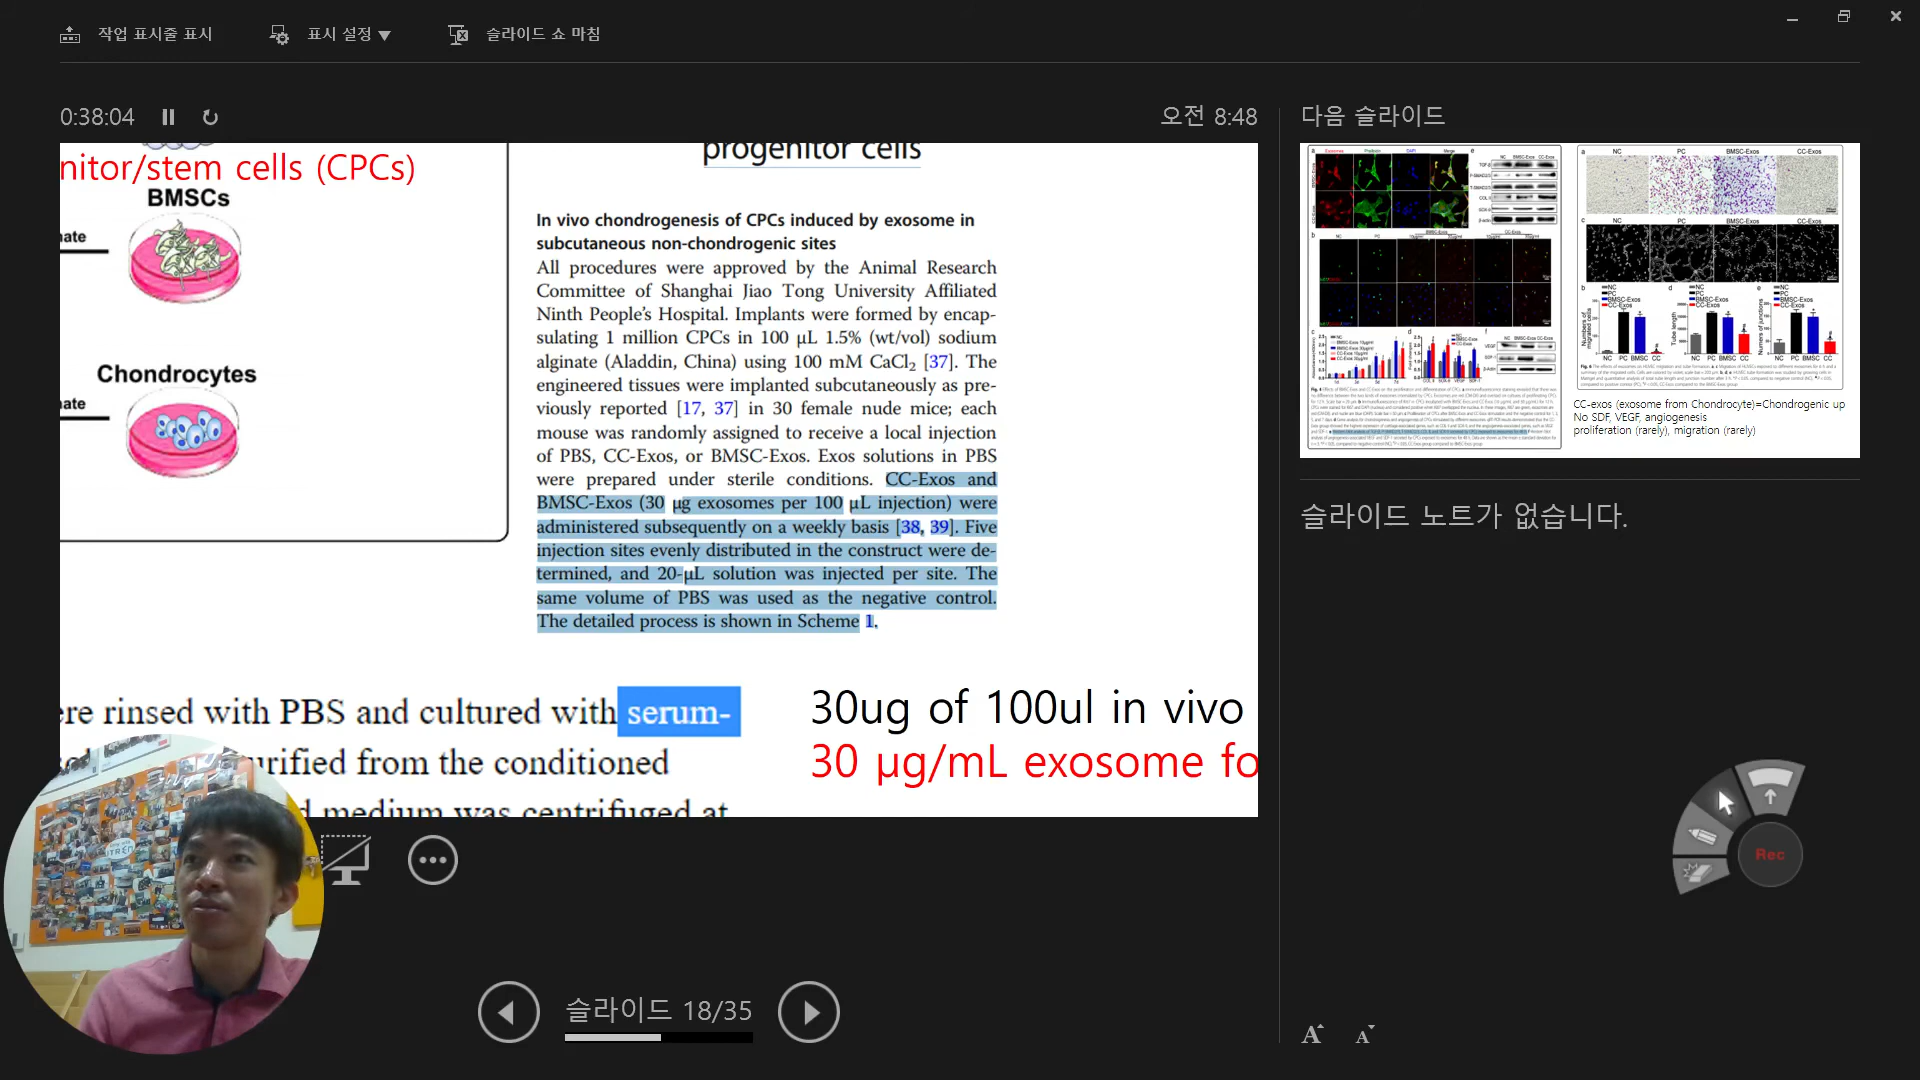 작업 표시줄 표시
표시 설정 ▼
슬라이드 쇼 마침
0:38:04
오전 8:48
다음 슬라이드
nitor/stem cells (CPCs)
BMSCs
Chondrocytes
progenitor cells
In vivo chondrogenesis of CPCs induced by exosome in
subcutaneous non-chondrogenic sites
All procedures were approved by the Animal Research
Committee of Shanghai Jiao Tong University Affiliated
Ninth People's Hospital. Implants were formed by encap-
sulating 1 million CPCs in 100 μL 1.5% (wt/vol) sodium
alginate (Aladdin, China) using 100 mM CaCl₂ [37]. The
engineered tissues were implanted subcutaneously as pre-
viously reported [17, 37] in 30 female nude mice; each
mouse was randomly assigned to receive a local injection
of PBS, CC-Exos, or BMSC-Exos. Exos solutions in PBS
were prepared under sterile conditions. CC-Exos and
BMSC-Exos (30 μg exosomes per 100 μL injection) were
administered subsequently on a weekly basis [38, 39]. Five
injection sites evenly distributed in the construct were de-
termined, and 20-μL solution was injected per site. The
same volume of PBS was used as the negative control.
The detailed process is shown in Scheme 1.
ere rinsed with PBS and cultured with serum-
urified from the conditioned
medium was centrifuged at
30ug of 100ul in vivo
30 μg/mL exosome fo
NC PC BMSC-Exos CC-Exos
CC-exos (exosome from Chondrocyte)=Chondrogenic up
No SDF, VEGF, angiogenesis
proliferation (rarely), migration (rarely)
슬라이드 노트가 없습니다.
Rec
슬라이드 18/35